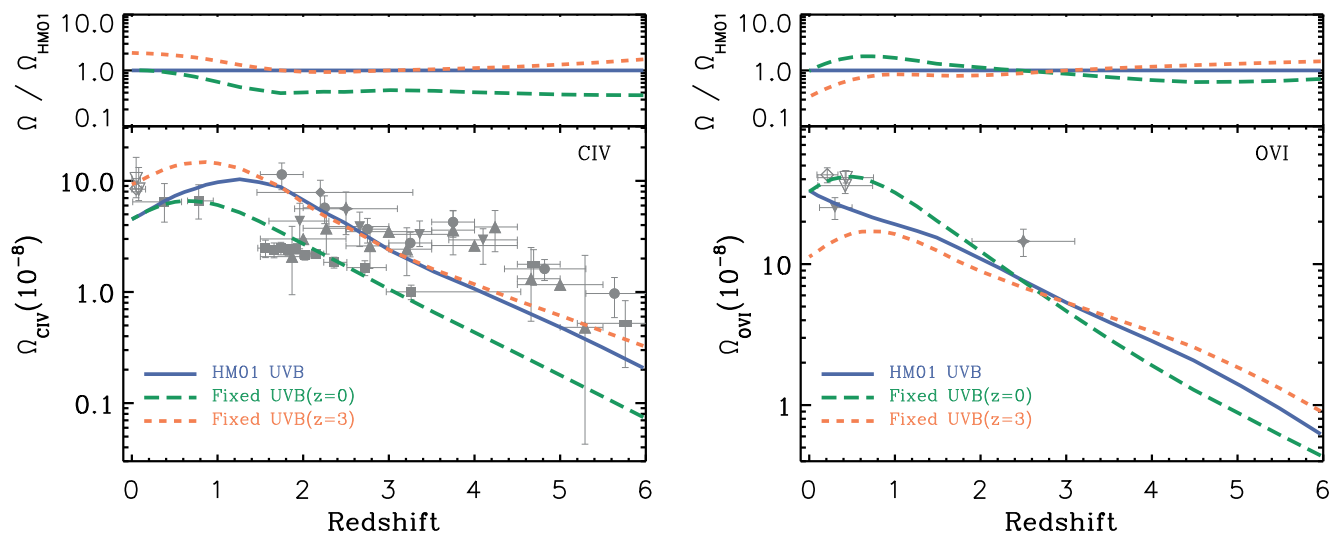 Ω / Ω_HM01
10.0
1.0
0.1
CIV
Ω_CIV(10^-8)
10.0
1.0
0.1
HM01 UVB
Fixed UVB(z=0)
Fixed UVB(z=3)
0 1 2 3 4 5 6
Redshift
Ω / Ω_HM01
10.0
1.0
0.1
OVI
Ω_OVI(10^-8)
10
1
HM01 UVB
Fixed UVB(z=0)
Fixed UVB(z=3)
0 1 2 3 4 5 6
Redshift